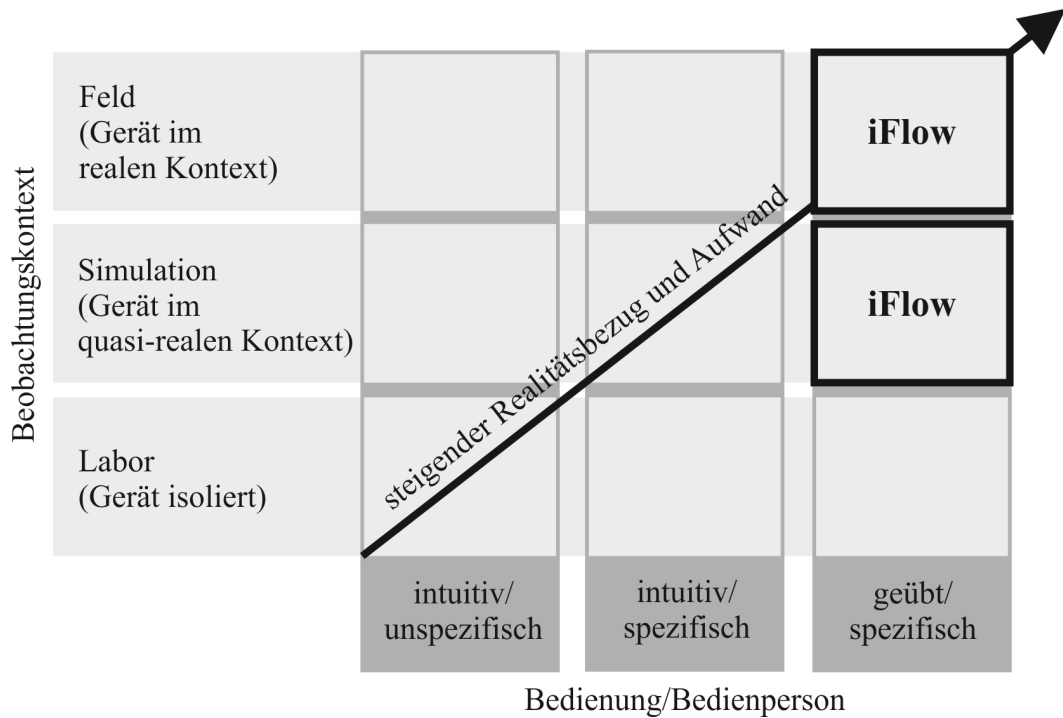 Beobachtungskontext
Feld
(Gerät im
realen Kontext)
iFlow
Simulation
(Gerät im
quasi-realen Kontext)
iFlow
steigender Realitätsbezug und Aufwand
Labor
(Gerät isoliert)
intuitiv/
unspezifisch
intuitiv/
spezifisch
geübt/
spezifisch
Bedienung/Bedienperson